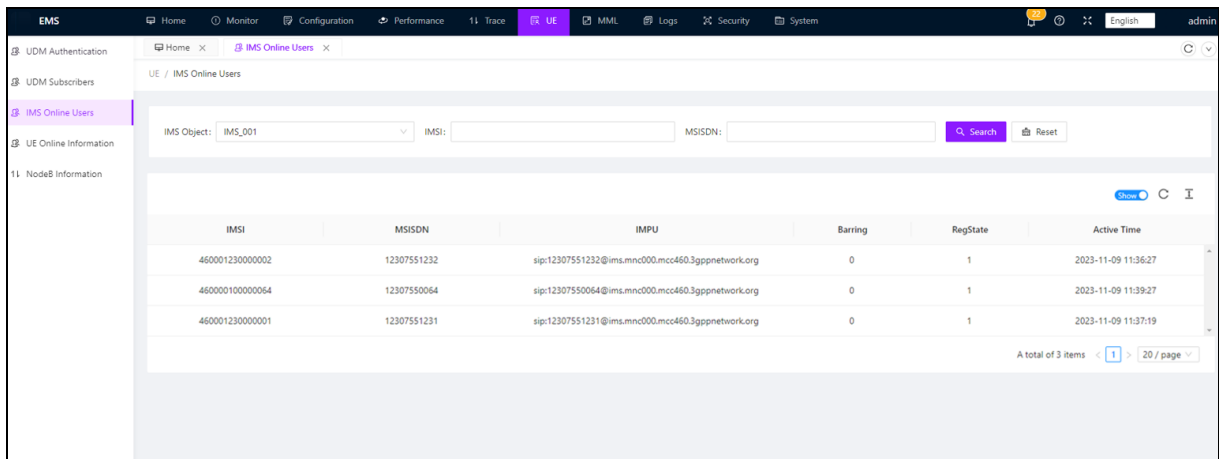 EMS Home Monitor Configuration Performance Trace UE MML Logs Security System 22 English admin
UDM Authentication
UDM Subscribers
IMS Online Users
UE Online Information
NodeB Information
Home IMS Online Users
UE / IMS Online Users
IMS Object: IMS_001 IMSI: MSISDN: Search Reset
Show
IMSI MSISDN IMPU Barring RegState Active Time
460001230000002 12307551232 sip:12307551232@ims.mnc000.mcc460.3gppnetwork.org 0 1 2023-11-09 11:36:27
460000100000064 12307550064 sip:12307550064@ims.mnc000.mcc460.3gppnetwork.org 0 1 2023-11-09 11:39:27
460001230000001 12307551231 sip:12307551231@ims.mnc000.mcc460.3gppnetwork.org 0 1 2023-11-09 11:37:19
A total of 3 items < 1 > 20 / page